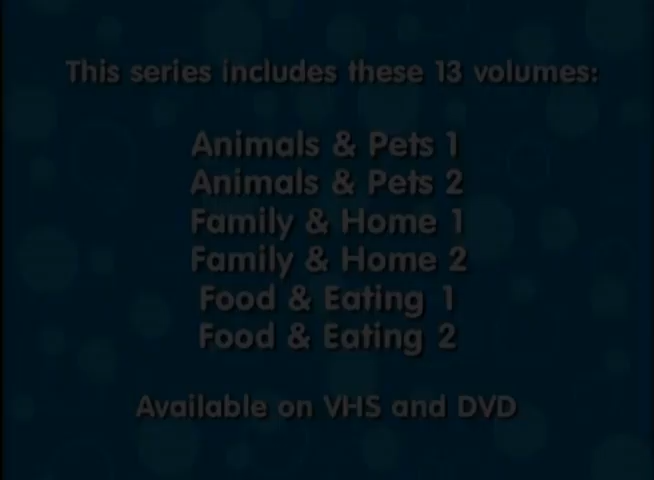 This series includes these 13 volumes:
Animals & Pets 1
Animals & Pets 2
Family & Home 1
Family & Home 2
Food & Eating 1
Food & Eating 2
Available on VHS and DVD